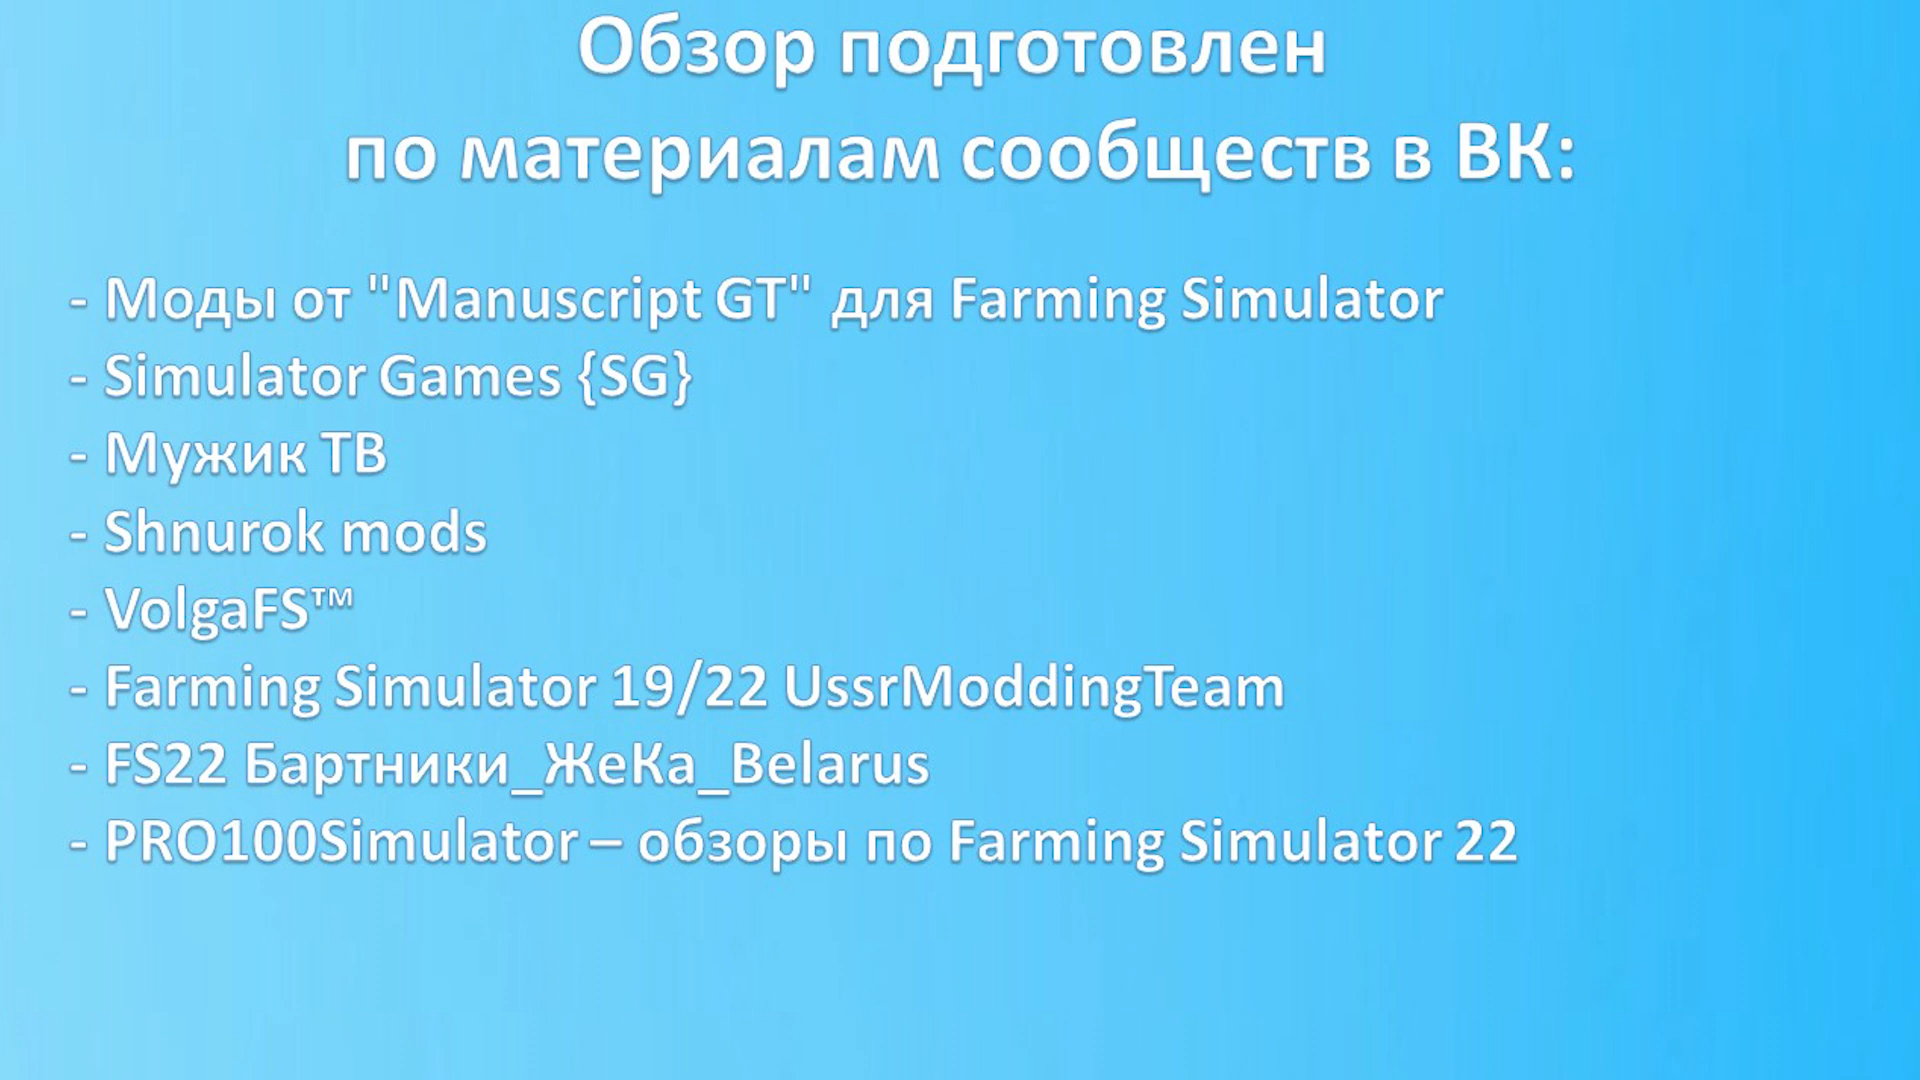 Обзор подготовлен
по материалам сообществ в ВК:
- Моды от "Manuscript GT" для Farming Simulator
- Simulator Games {SG}
- Мужик ТВ
- Shnurok mods
- VolgaFS™
- Farming Simulator 19/22 UssrModdingTeam
- FS22 Бартники_ЖеКа_Belarus
- PRO100Simulator – обзоры по Farming Simulator 22